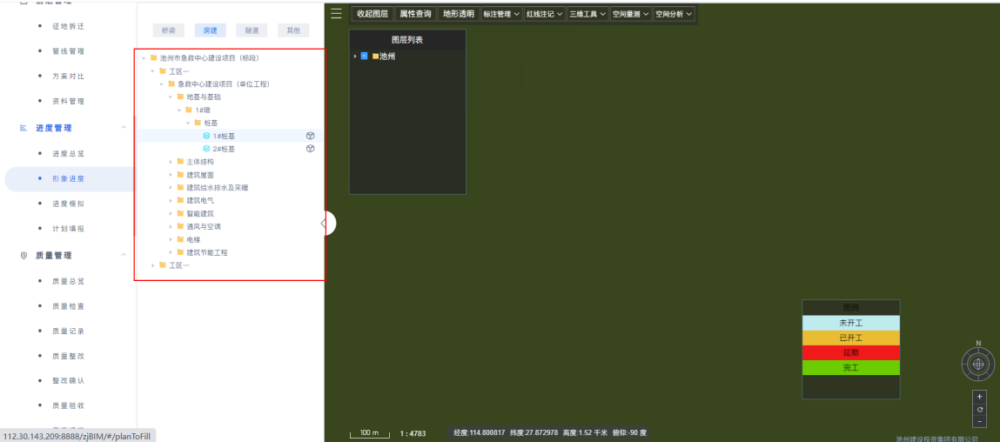 征地拆迁
管线管理
方案对比
资料管理
进度管理
进度总览
形象进度
进度模拟
计划填报
质量管理
质量总览
质量检查
质量记录
质量整改
整改确认
质量验收
112.30.143.209:8888/zjBIM/#/planToFill
桥梁 房建 隧道 其他
池州市急救中心建设项目（标段）
工区一
急救中心建设项目（单位工程）
地基与基础
1#墩
桩基
1#桩基
2#桩基
主体结构
建筑屋面
建筑给水排水及采暖
建筑电气
智能建筑
通风与空调
电梯
建筑节能工程
工区一
收起图层 属性查询 地形透明 标注管理 红线注记 三维工具 空间量测 空间分析
图层列表
池州
图例
未开工
已开工
延期
完工
N
100 m 1 : 4783 经度:114.800817 纬度:27.872978 高度:1.52 千米 俯仰:-90 度
池州建设投资集团有限公司